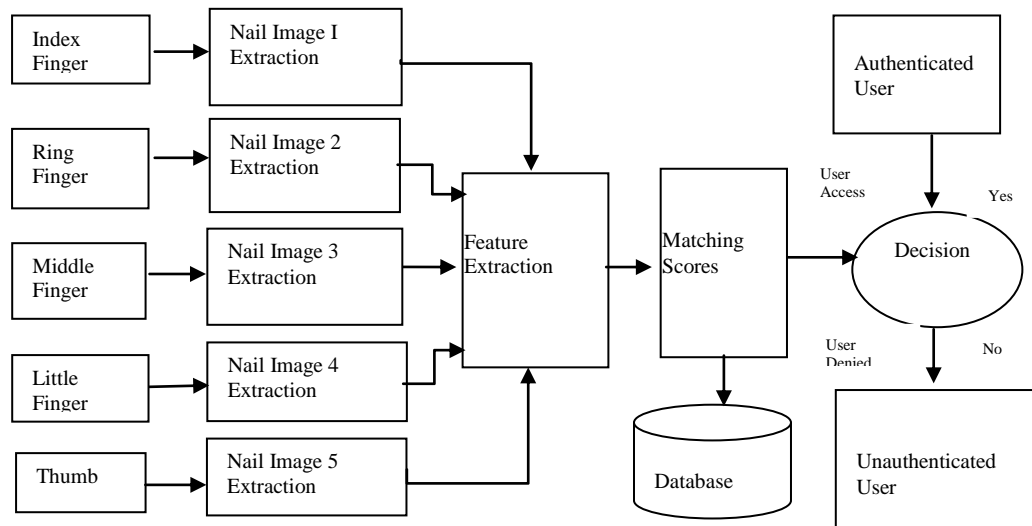 Index
Finger
Nail Image I
Extraction
Authenticated
User
Ring
Finger
Nail Image 2
Extraction
User
Access
Yes
Middle
Finger
Nail Image 3
Extraction
Feature
Extraction
Matching
Scores
Decision
Little
Finger
Nail Image 4
Extraction
User
Denied
No
Thumb
Nail Image 5
Extraction
Database
Unauthenticated
User